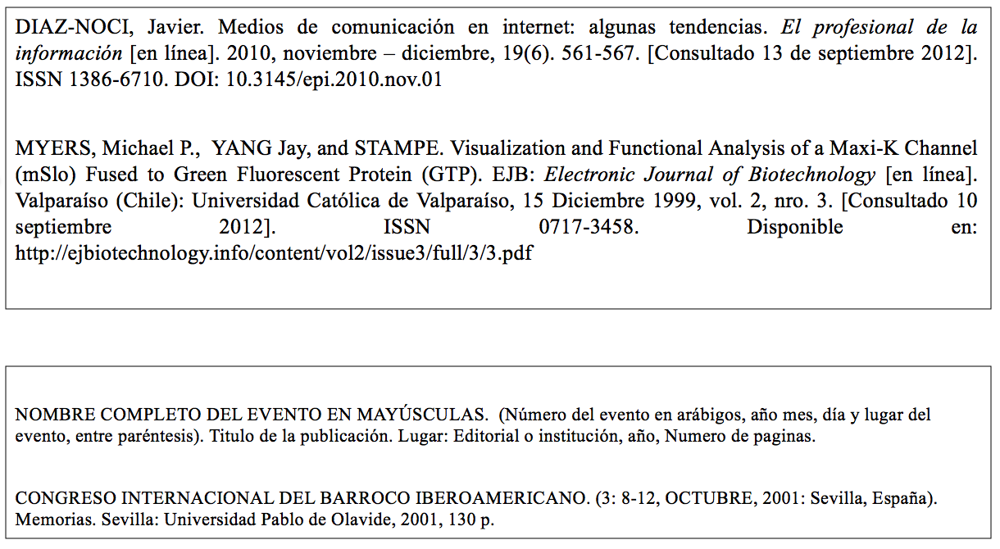 DIAZ-NOCI, Javier. Medios de comunicación en internet: algunas tendencias. El profesional de la
información [en línea]. 2010, noviembre – diciembre, 19(6). 561-567. [Consultado 13 de septiembre 2012].
ISSN 1386-6710. DOI: 10.3145/epi.2010.nov.01
MYERS, Michael P., YANG Jay, and STAMPE. Visualization and Functional Analysis of a Maxi-K Channel
(mSlo) Fused to Green Fluorescent Protein (GTP). EJB: Electronic Journal of Biotechnology [en línea].
Valparaíso (Chile): Universidad Católica de Valparaíso, 15 Diciembre 1999, vol. 2, nro. 3. [Consultado 10
septiembre 2012]. ISSN 0717-3458. Disponible en:
http://ejbiotechnology.info/content/vol2/issue3/full/3/3.pdf
NOMBRE COMPLETO DEL EVENTO EN MAYÚSCULAS. (Número del evento en arábigos, año mes, día y lugar del
evento, entre paréntesis). Titulo de la publicación. Lugar: Editorial o institución, año, Numero de paginas.
CONGRESO INTERNACIONAL DEL BARROCO IBEROAMERICANO. (3: 8-12, OCTUBRE, 2001: Sevilla, España).
Memorias. Sevilla: Universidad Pablo de Olavide, 2001, 130 p.